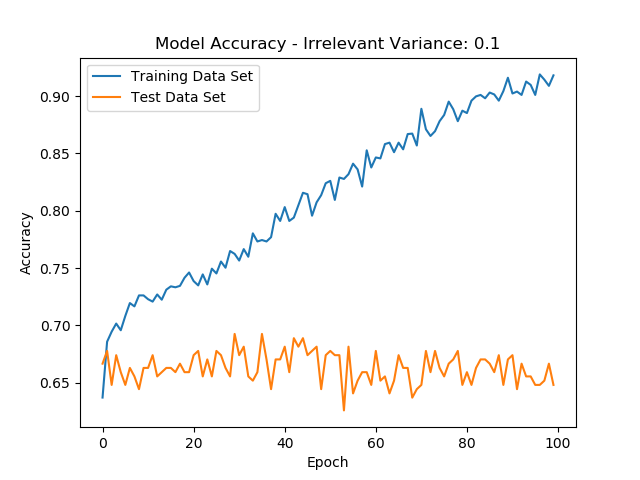 Model Accuracy - Irrelevant Variance: 0.1
Training Data Set
Test Data Set
0.90
0.85
0.80
0.75
0.70
0.65
Accuracy
0 20 40 60 80 100
Epoch